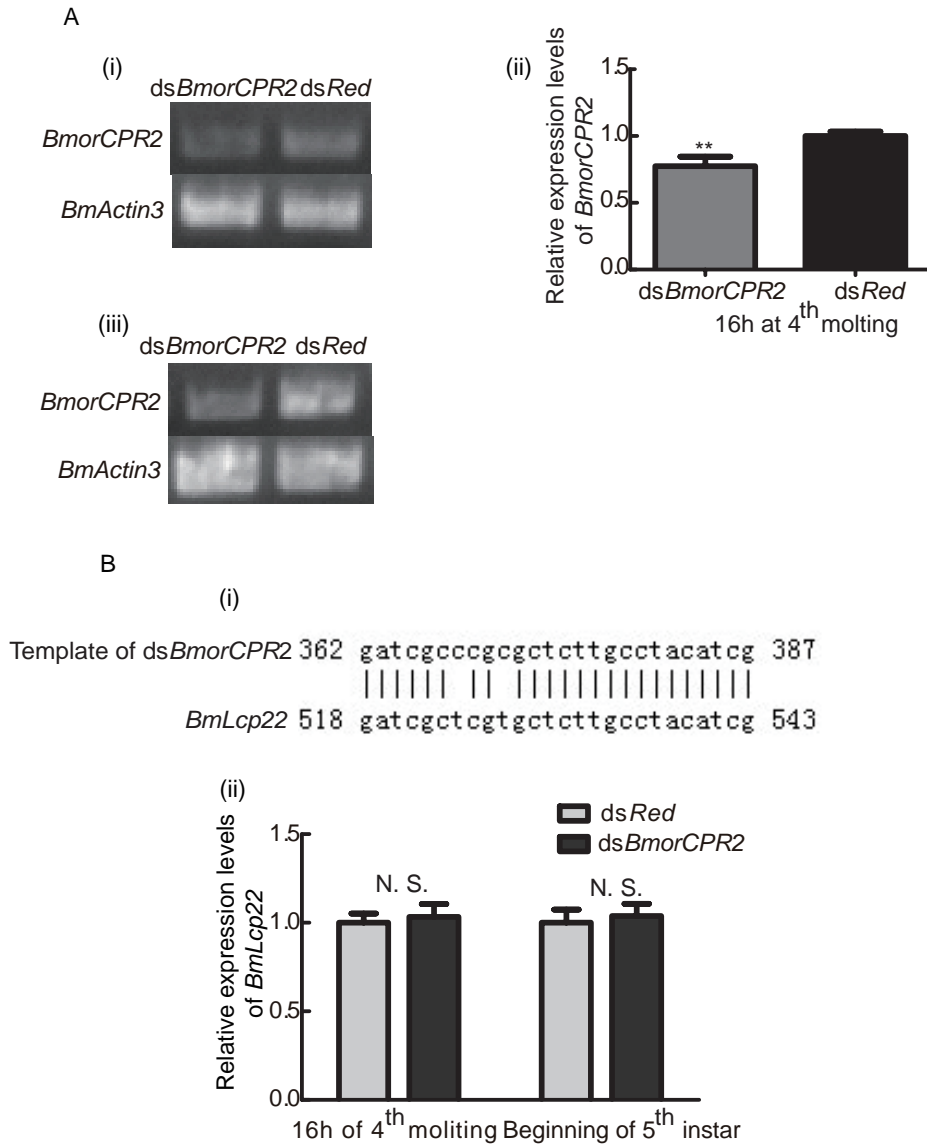 A
(i)
dsBmorCPR2 dsRed
BmorCPR2
BmActin3
(ii)
Relative expression levels
of BmorCPR2
1.5
1.0
0.5
0.0
**
dsBmorCPR2 dsRed
16h at 4th molting
(iii)
dsBmorCPR2 dsRed
BmorCPR2
BmActin3
B
(i)
Template of dsBmorCPR2 362 gatcgcccgcgctcttgcctacatcg 387
BmLcp22 518 gatcgctcgtgctcttgcctacatcg 543
(ii)
dsRed
dsBmorCPR2
Relative expression levels
of BmLcp22
1.5
1.0
0.5
0.0
N. S. N. S.
16h of 4th moliting Beginning of 5th instar